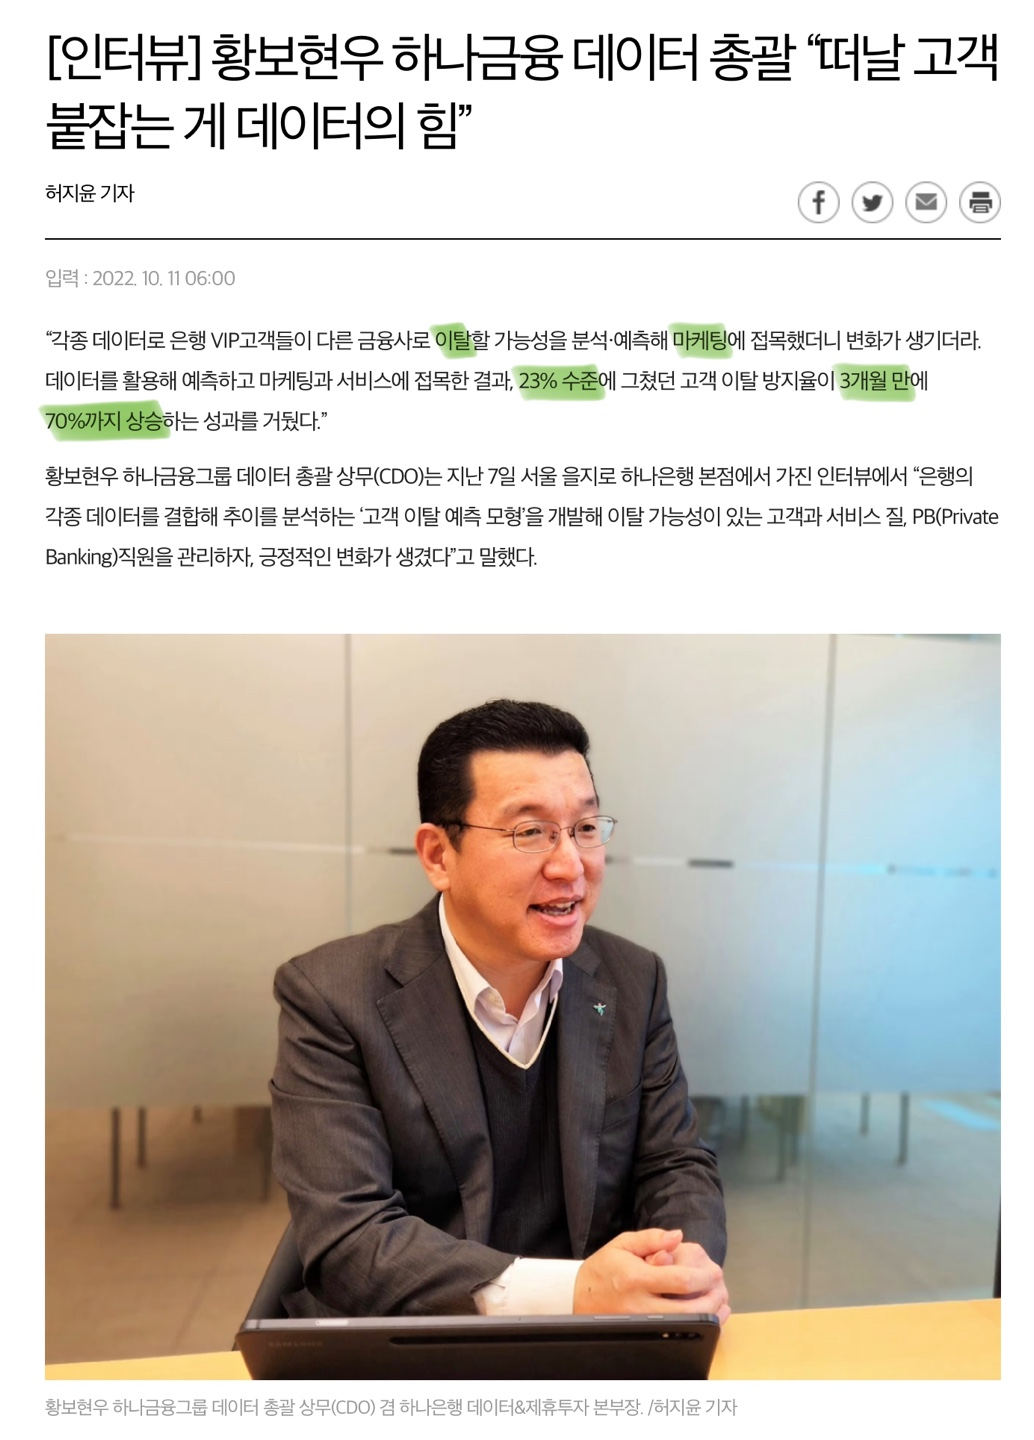 [인터뷰] 황보현우 하나금융 데이터 총괄 “떠날 고객
붙잡는 게 데이터의 힘”
허지윤 기자
입력 : 2022. 10. 11 06:00
“각종 데이터로 은행 VIP고객들이 다른 금융사로 이탈할 가능성을 분석·예측해 마케팅에 접목했더니 변화가 생기더라.
데이터를 활용해 예측하고 마케팅과 서비스에 접목한 결과, 23% 수준에 그쳤던 고객 이탈 방지율이 3개월 만에
70%까지 상승하는 성과를 거뒀다.”
황보현우 하나금융그룹 데이터 총괄 상무(CDO)는 지난 7일 서울 을지로 하나은행 본점에서 가진 인터뷰에서 “은행의
각종 데이터를 결합해 추이를 분석하는 ‘고객 이탈 예측 모형’을 개발해 이탈 가능성이 있는 고객과 서비스 질, PB(Private
Banking)직원을 관리하자, 긍정적인 변화가 생겼다”고 말했다.
SAMSUNG
황보현우 하나금융그룹 데이터 총괄 상무(CDO) 겸 하나은행 데이터&제휴투자 본부장. /허지윤 기자